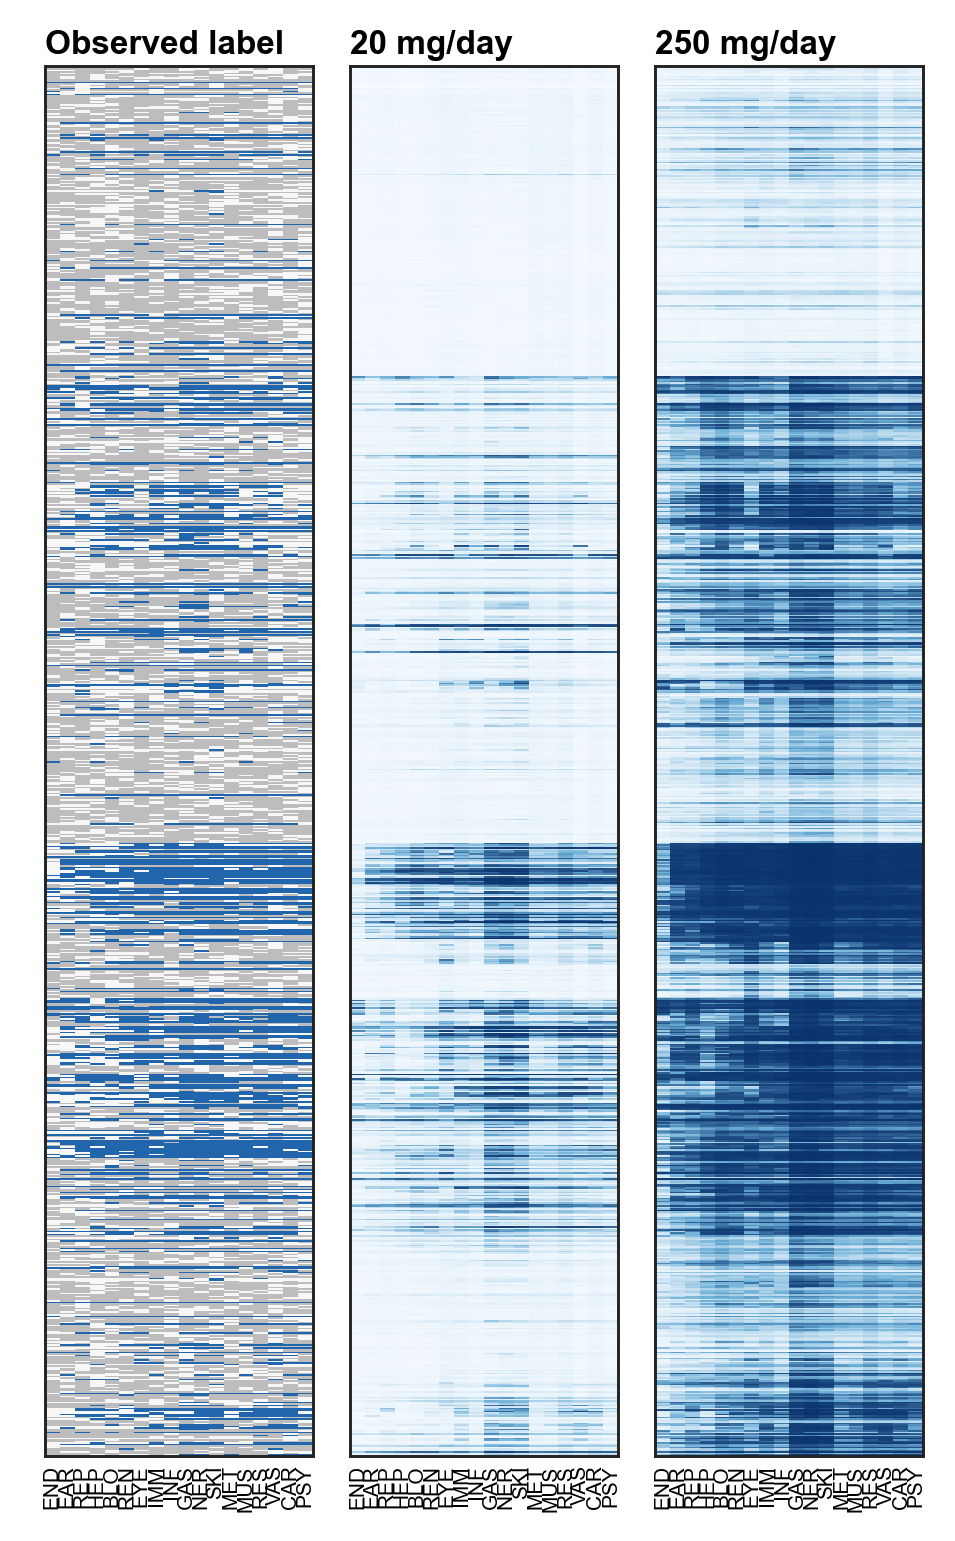 Observed label
20 mg/day
250 mg/day
END EAR REP HEP BLO REN EYE IMM INF GAS NER SKI MET MUS RES VAS CAR PSY
END EAR REP HEP BLO REN EYE IMM INF GAS NER SKI MET MUS RES VAS CAR PSY
END EAR REP HEP BLO REN EYE IMM INF GAS NER SKI MET MUS RES VAS CAR PSY